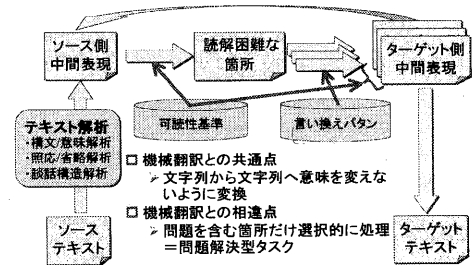 ソース側
中間表現
読解困難な
箇所
ターゲット側
中間表現
可読性基準
言い換えパタン
テキスト解析
・構文/意味解析
・照応/省略解析
・談話構造解析
ソース
テキスト
□ 機械翻訳との共通点
➢ 文字列から文字列へ意味を変えな
いように変換
□ 機械翻訳との相違点
➢ 問題を含む箇所だけ選択的に処理
＝問題解決型タスク
ターゲット
テキスト